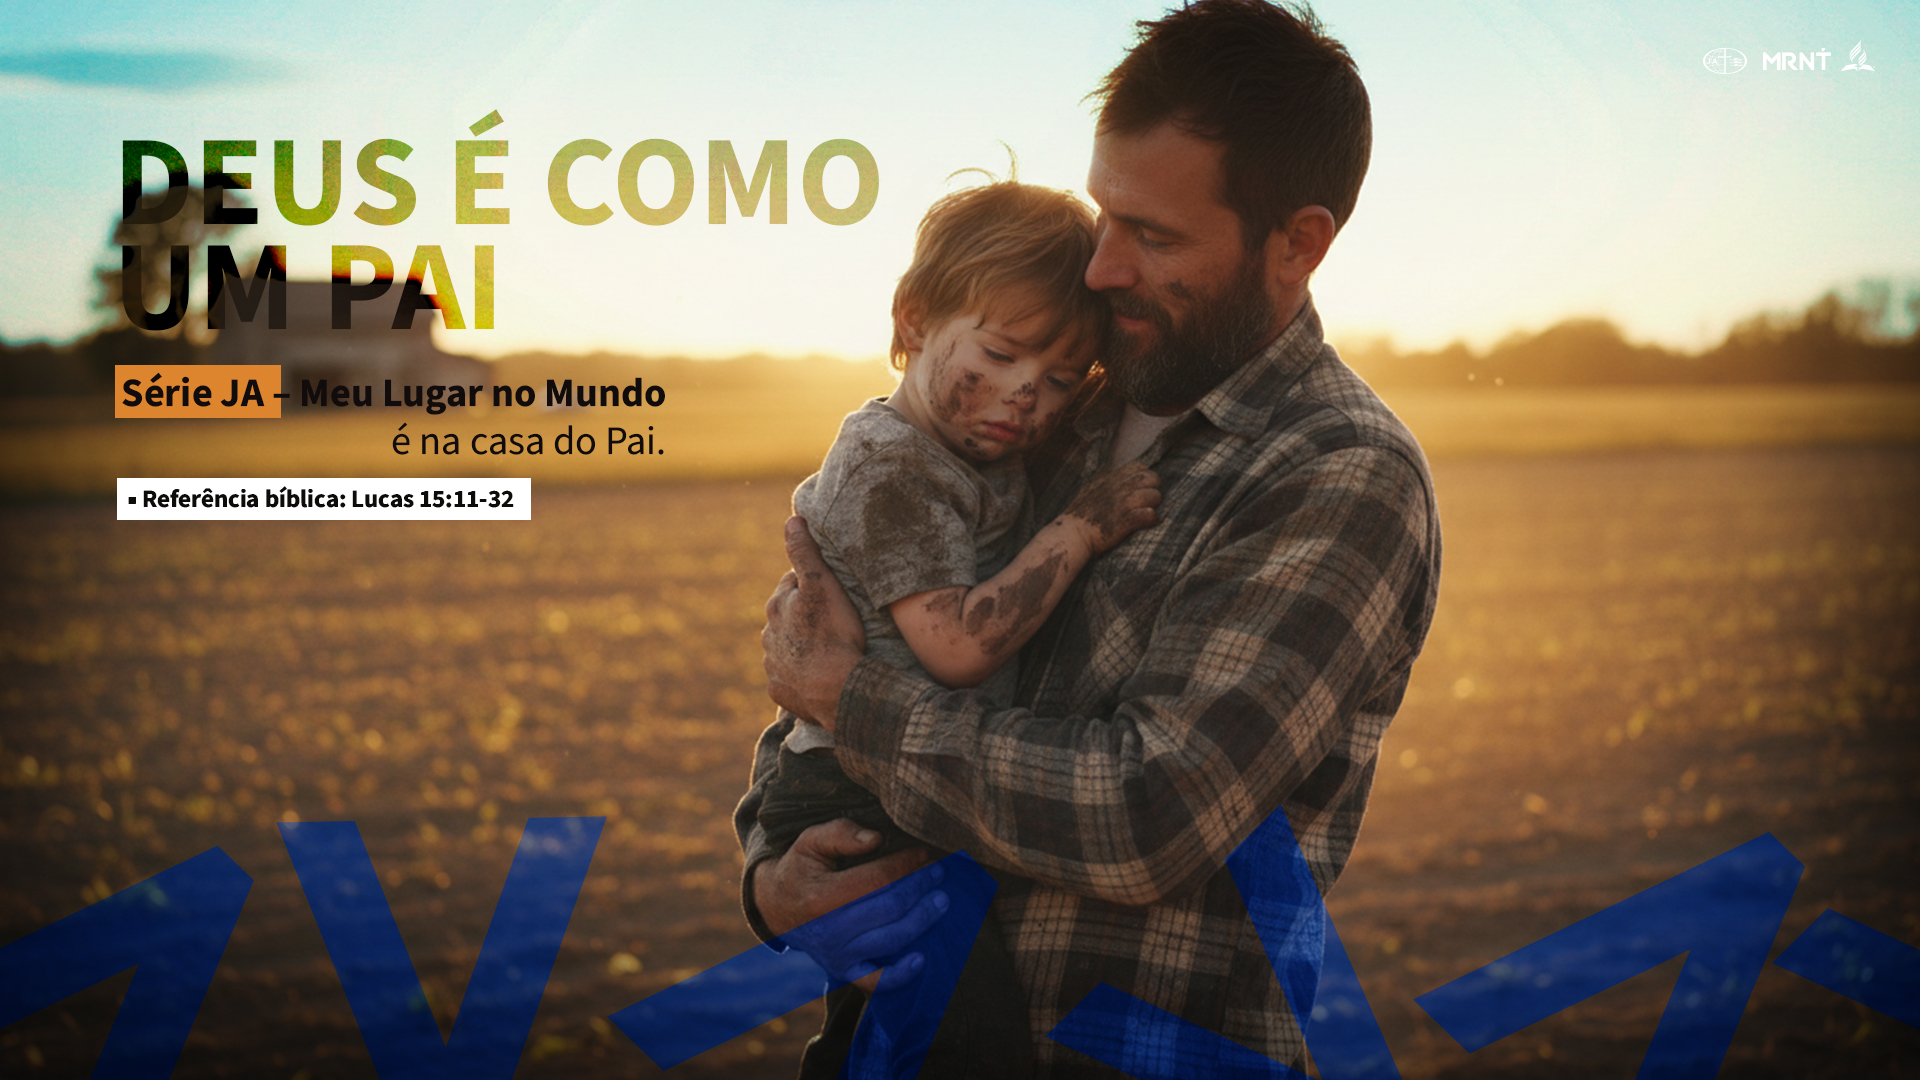 DEUS É COMO
UM PAI
Série JA – Meu Lugar no Mundo
é na casa do Pai.
▪ Referência bíblica: Lucas 15:11-32
MRNT